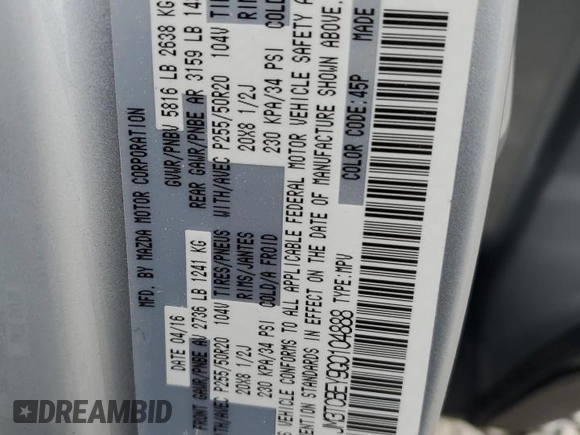 MFD. BY MAZDA MOTOR CORPORATION
DATE 04/16 GVWR/PNBV 5816 LB 2638 KG
FRONT GAWR/PNBE AV 2736 LB 1241 KG REAR GAWR/PNBE AR 3159 LB
WITH/AVEC P255/50R20 104V TIRES/PNEUS WITH/AVEC P255/50R20 104V
20X8 1/2J RIMS/JANTES 20X8 1/2J
230 KPA/34 PSI COLD/A FROID 230 KPA/34 PSI COLD
VEHICLE CONFORMS TO ALL APPLICABLE FEDERAL MOTOR VEHICLE SAFETY
STANDARDS IN EFFECT ON THE DATE OF MANUFACTURE SHOWN ABOVE.
JM3TCBEY9G0104888 TYPE: MPV COLOR CODE: 45P
MADE
RIDEMBID